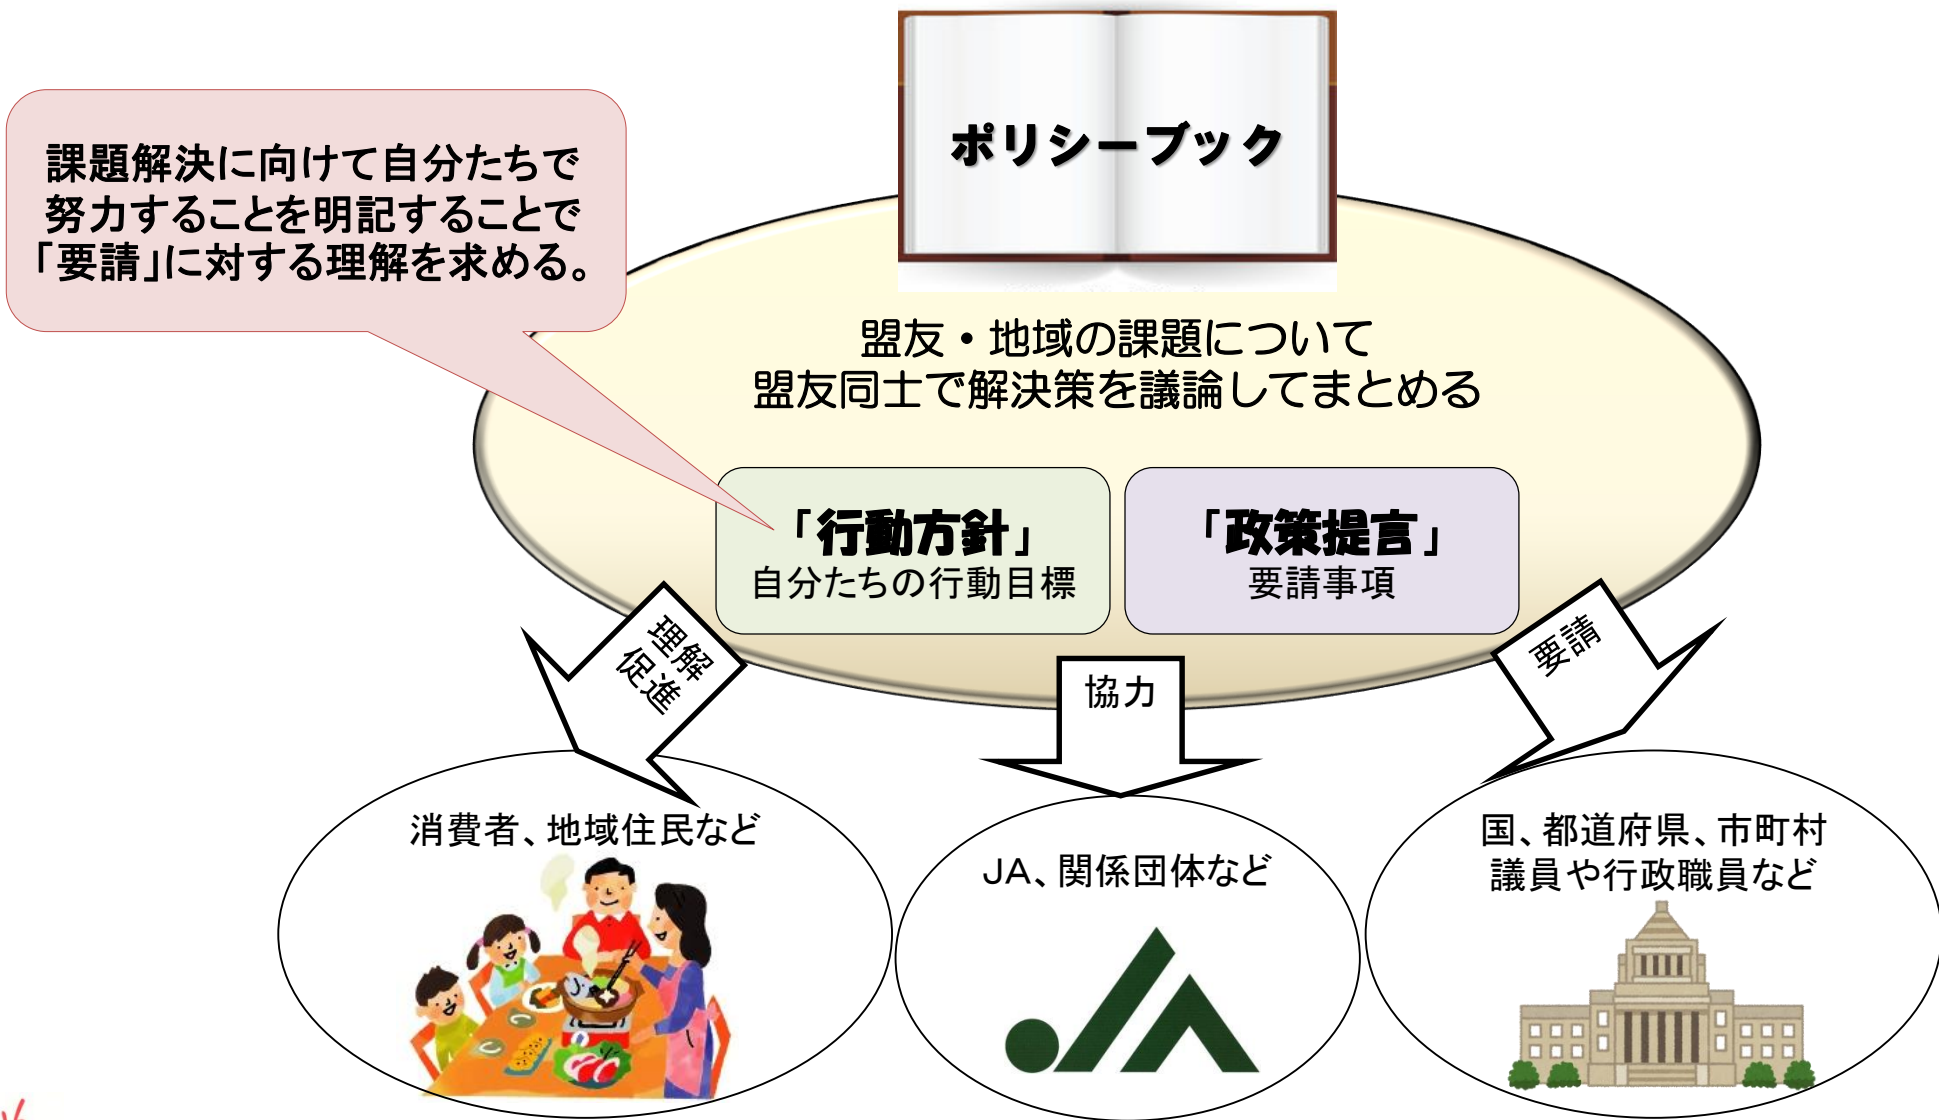 ポリシーブック
課題解決に向けて自分たちで
努力することを明記することで
「要請」に対する理解を求める。
盟友・地域の課題について
盟友同士で解決策を議論してまとめる
「行動方針」
自分たちの行動目標
「政策提言」
要請事項
理解
促進
協力
要請
消費者、地域住民など
JA、関係団体など
国、都道府県、市町村
議員や行政職員など
JA